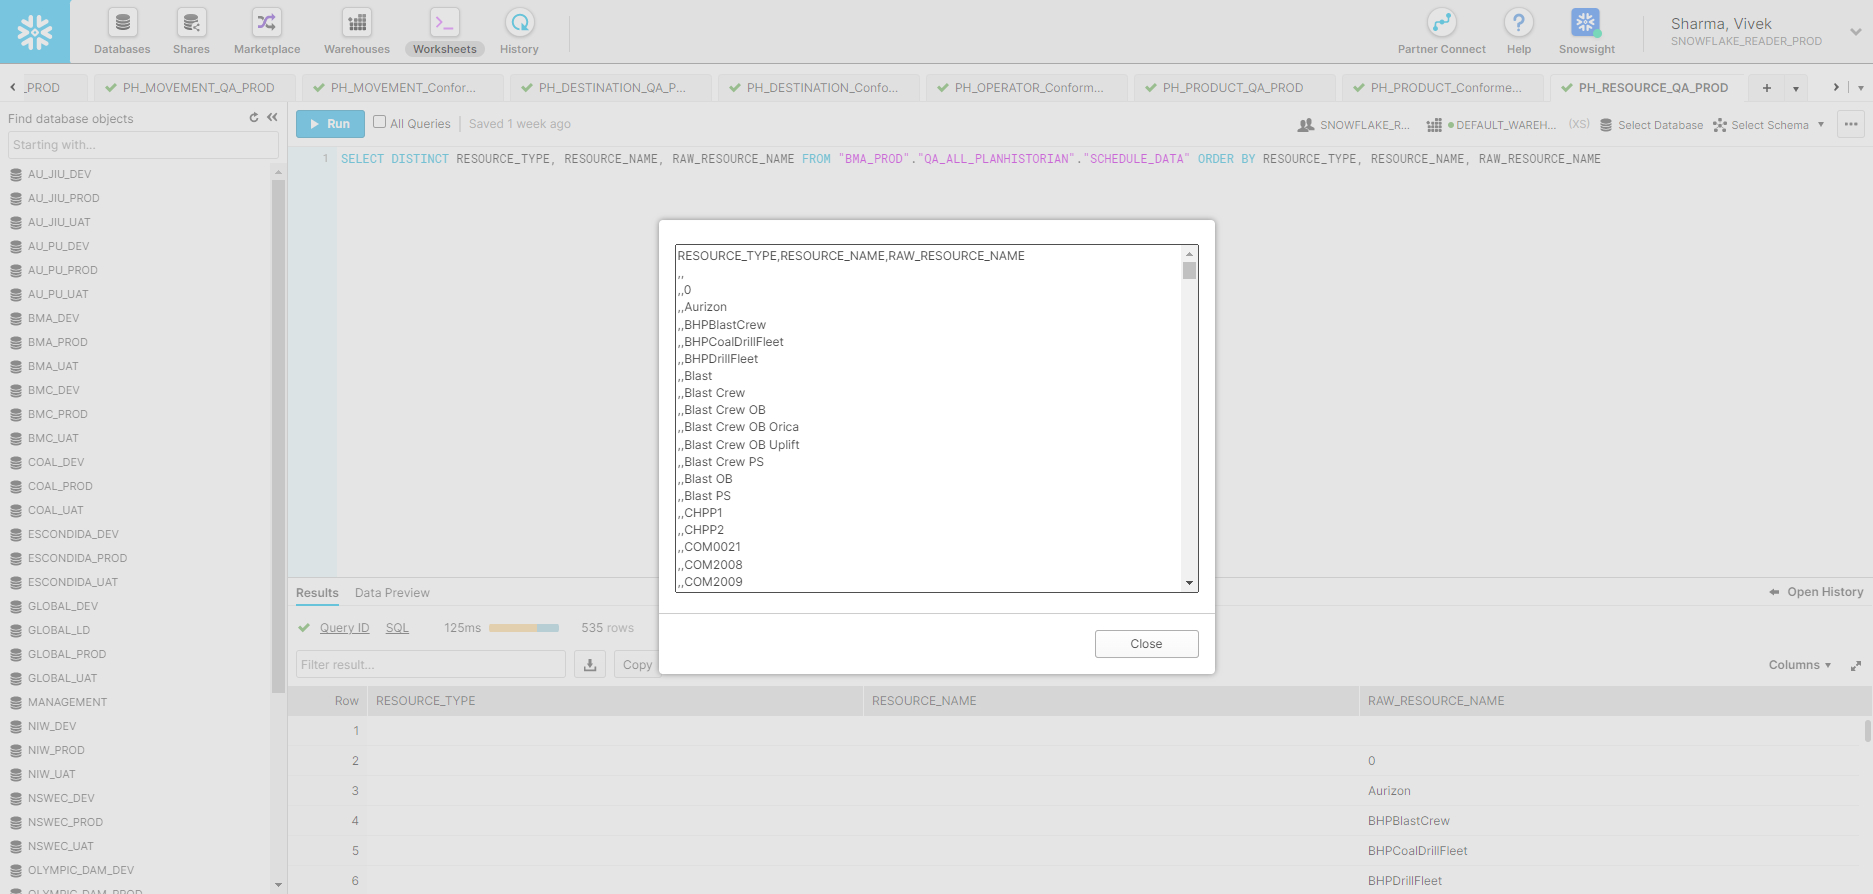 Databases
Shares
Marketplace
Warehouses
Worksheets
History
Partner Connect
Help
Snowsight
Sharma, Vivek
SNOWFLAKE_READER_PROD
_PROD
PH_MOVEMENT_QA_PROD
PH_MOVEMENT_Confor...
PH_DESTINATION_QA_P...
PH_DESTINATION_Confo...
PH_OPERATOR_Conform...
PH_PRODUCT_QA_PROD
PH_PRODUCT_Conforme...
PH_RESOURCE_QA_PROD
Find database objects
Starting with...
AU_JIU_DEV
AU_JIU_PROD
AU_JIU_UAT
AU_PU_DEV
AU_PU_PROD
AU_PU_UAT
BMA_DEV
BMA_PROD
BMA_UAT
BMC_DEV
BMC_PROD
BMC_UAT
COAL_DEV
COAL_PROD
COAL_UAT
ESCONDIDA_DEV
ESCONDIDA_PROD
ESCONDIDA_UAT
GLOBAL_DEV
GLOBAL_LD
GLOBAL_PROD
GLOBAL_UAT
MANAGEMENT
NIW_DEV
NIW_PROD
NIW_UAT
NSWEC_DEV
NSWEC_PROD
NSWEC_UAT
OLYMPIC_DAM_DEV
OLYMPIC_DAM_PROD
Run
All Queries
Saved 1 week ago
SNOWFLAKE_R...
DEFAULT_WAREH...
(XS)
Select Database
Select Schema
1 SELECT DISTINCT RESOURCE_TYPE, RESOURCE_NAME, RAW_RESOURCE_NAME FROM "BMA_PROD"."QA_ALL_PLANHISTORIAN"."SCHEDULE_DATA" ORDER BY RESOURCE_TYPE, RESOURCE_NAME, RAW_RESOURCE_NAME
RESOURCE_TYPE,RESOURCE_NAME,RAW_RESOURCE_NAME
,,
,,0
,,Aurizon
,,BHPBlastCrew
,,BHPCoalDrillFleet
,,BHPDrillFleet
,,Blast
,,Blast Crew
,,Blast Crew OB
,,Blast Crew OB Orica
,,Blast Crew OB Uplift
,,Blast Crew PS
,,Blast OB
,,Blast PS
,,CHPP1
,,CHPP2
,,COM0021
,,COM2008
,,COM2009
Close
Results
Data Preview
Open History
Query ID
SQL
125ms
535 rows
Filter result...
Copy
Columns
Row RESOURCE_TYPE RESOURCE_NAME RAW_RESOURCE_NAME
1
2 0
3 Aurizon
4 BHPBlastCrew
5 BHPCoalDrillFleet
6 BHPDrillFleet